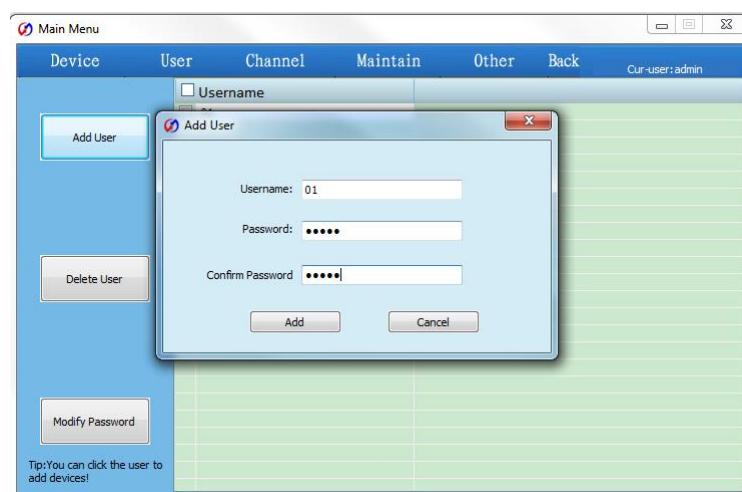 Main Menu
Device User Channel Maintain Other Back Cur-user:admin
Username
Add User
Add User
Username: 01
Password: •••••
Confirm Password •••••
Add Cancel
Delete User
Modify Password
Tip:You can click the user to
add devices!